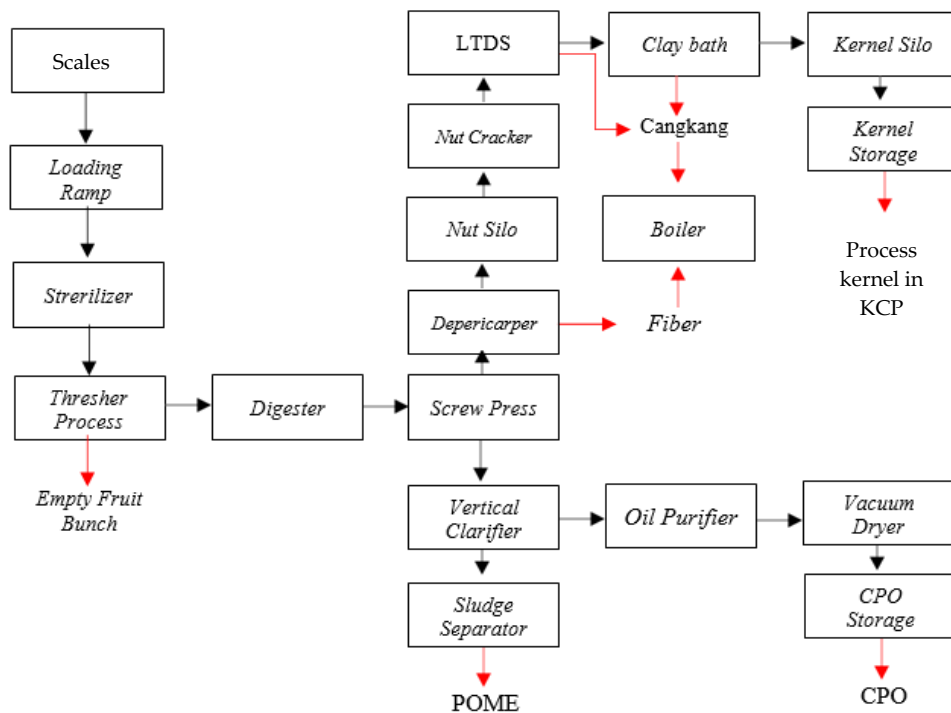 Scales
Loading
Ramp
Strerilizer
Thresher
Process
Empty Fruit
Bunch
Digester
Screw Press
Depericarper
Nut Silo
Nut Cracker
LTDS
Clay bath
Cangkang
Boiler
Fiber
Kernel Silo
Kernel
Storage
Process
kernel in
KCP
Vertical
Clarifier
Sludge
Separator
POME
Oil Purifier
Vacuum
Dryer
CPO
Storage
CPO